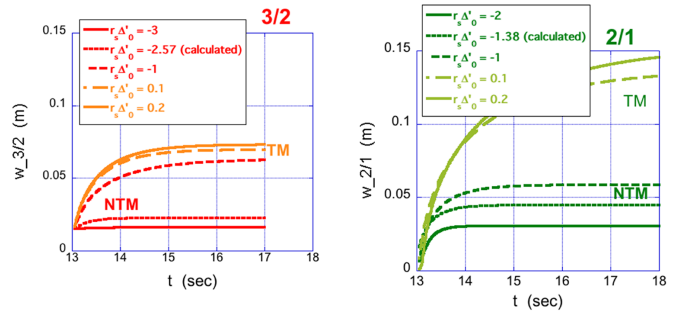 3/2
r_sΔ'_0 = -3
r_sΔ'_0 = -2.57 (calculated)
r_sΔ'_0 = -1
r_sΔ'_0 = 0.1
r_sΔ'_0 = 0.2
0.15
0.1
0.05
0
w_3/2 (m)
TM
NTM
13 14 15 16 17 18
t (sec)
2/1
r_sΔ'_0 = -2
r_sΔ'_0 = -1.38 (calculated)
r_sΔ'_0 = -1
r_sΔ'_0 = 0.1
r_sΔ'_0 = 0.2
0.15
0.1
0.05
0
w_2/1 (m)
TM
NTM
13 14 15 16 17 18
t (sec)